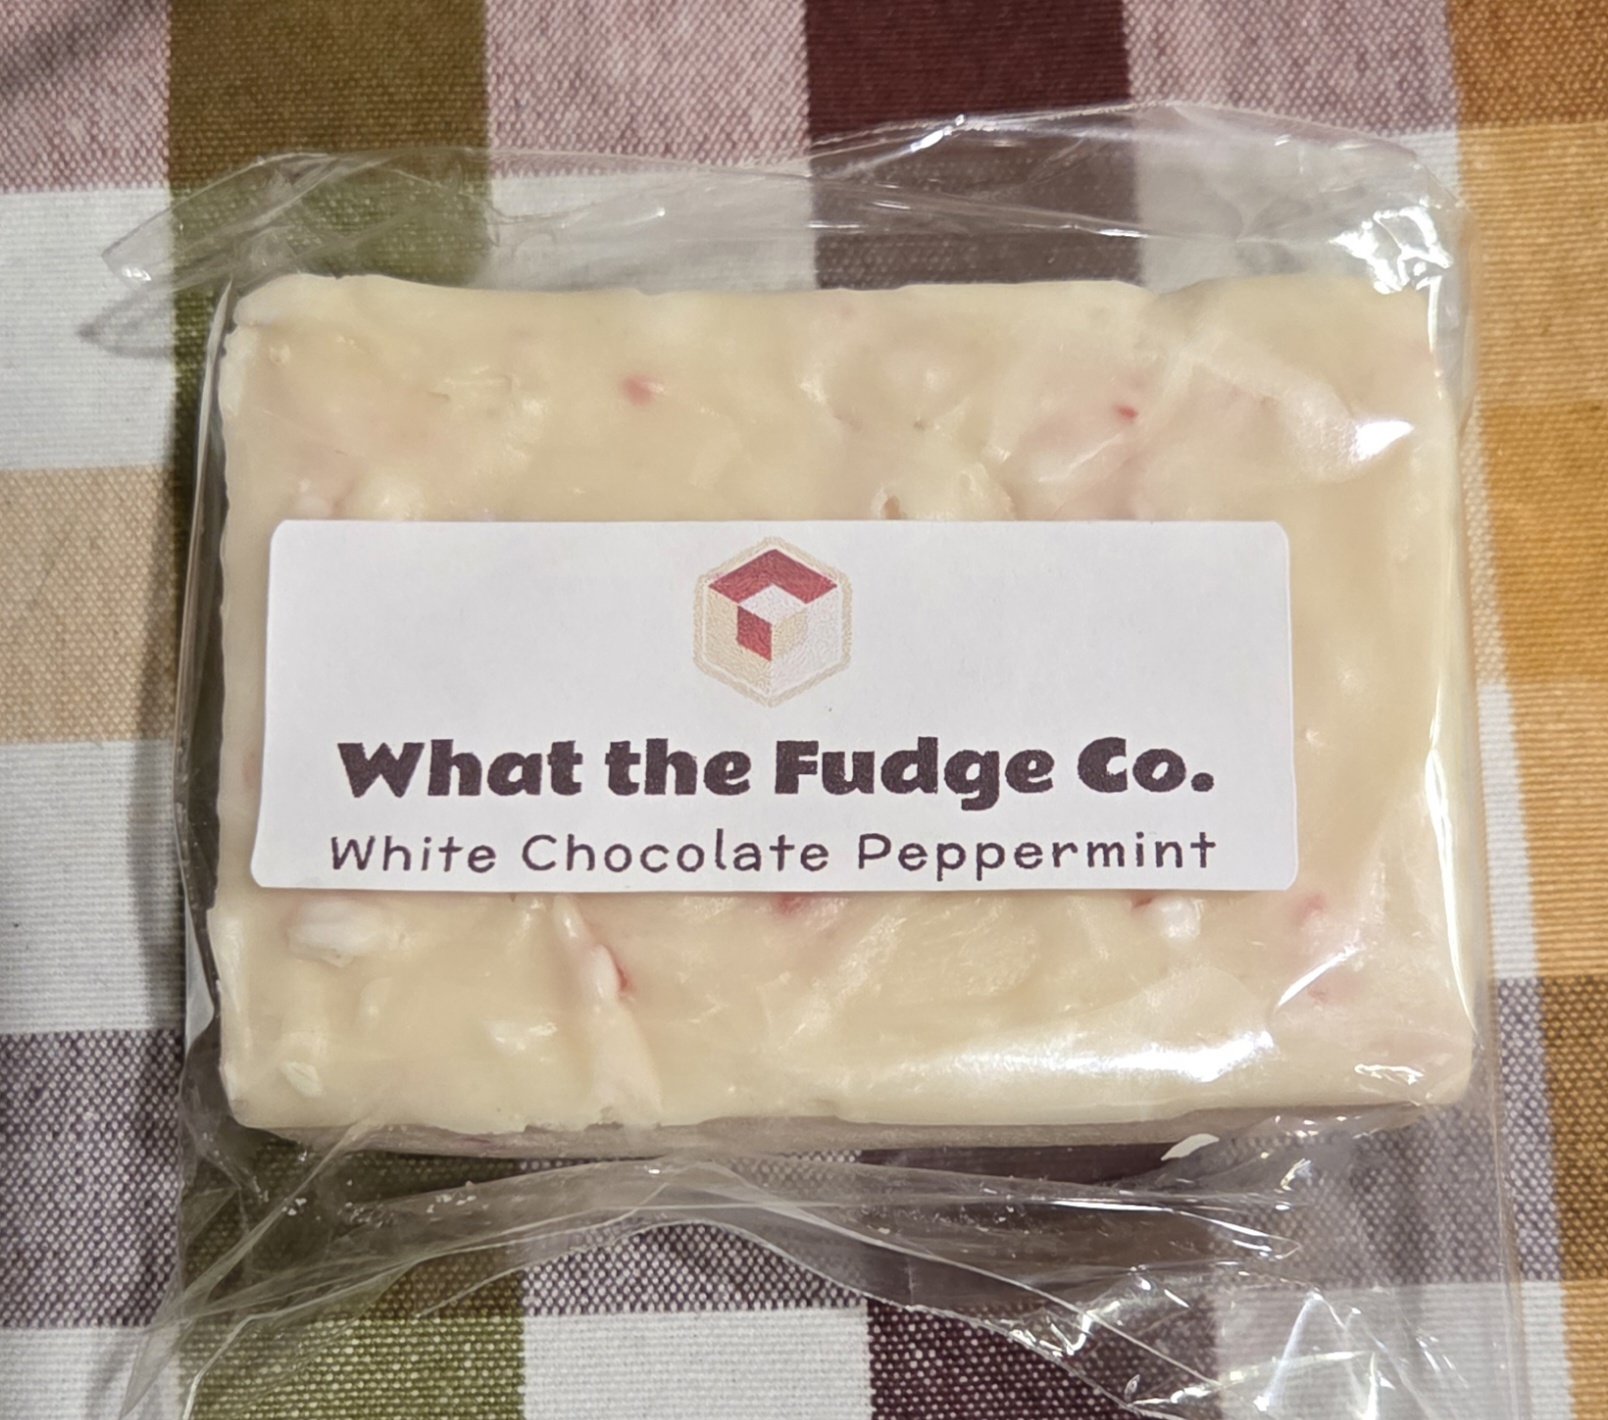 What the Fudge Co.
White Chocolate Peppermint